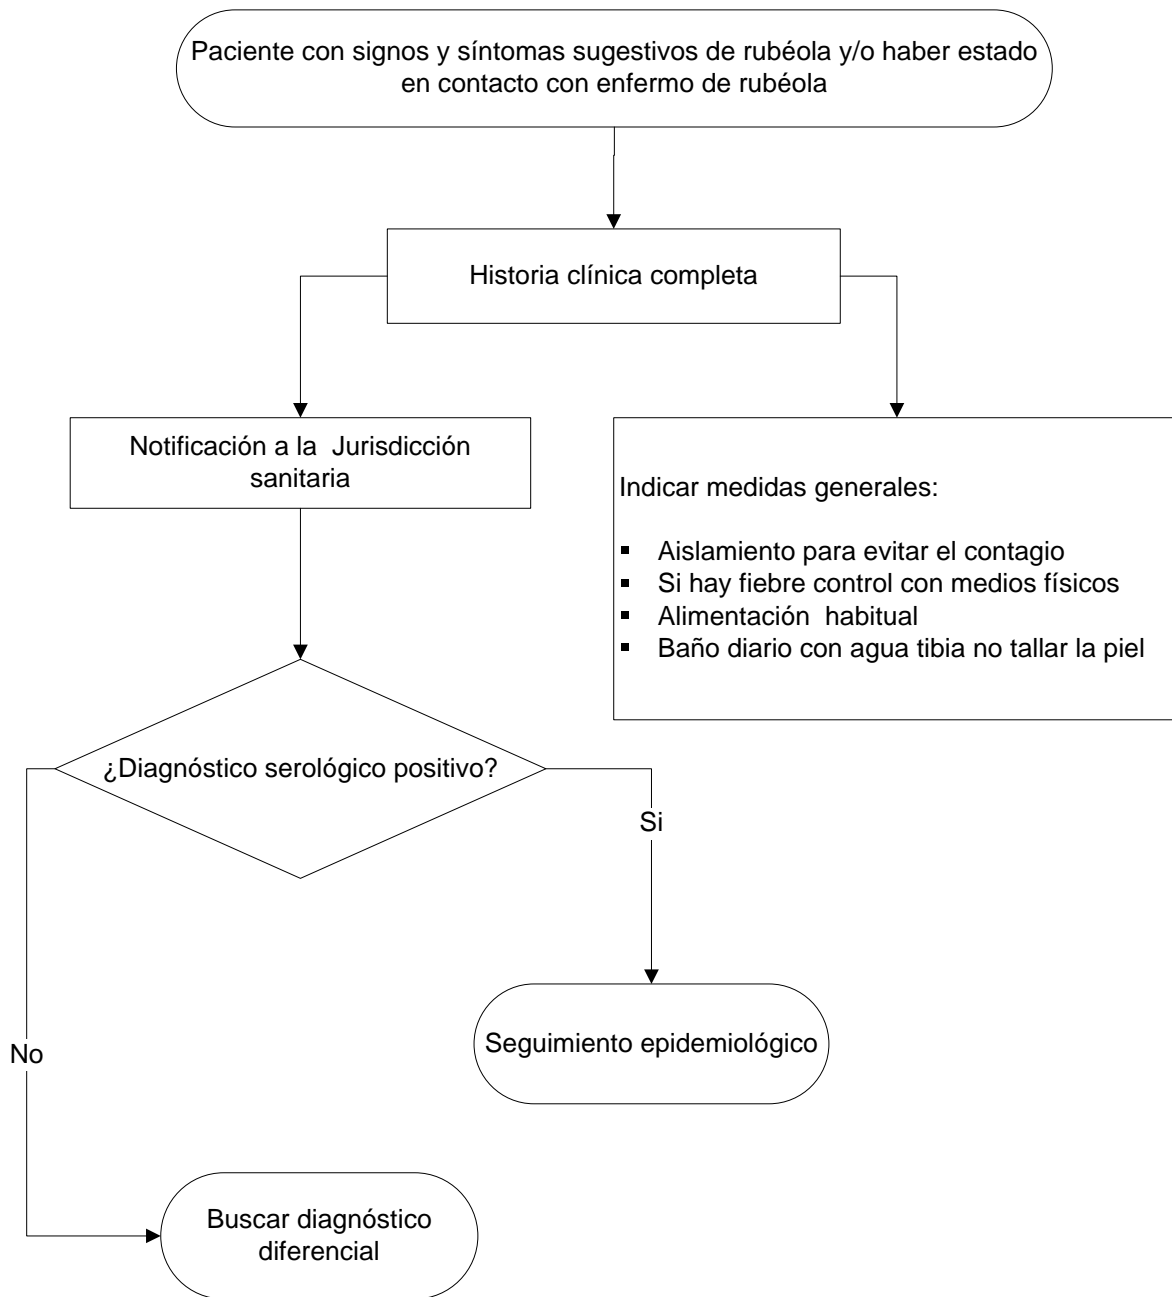 Paciente con signos y síntomas sugestivos de rubéola y/o haber estado
en contacto con enfermo de rubéola
Historia clínica completa
Notificación a la Jurisdicción
sanitaria
Indicar medidas generales:
▪ Aislamiento para evitar el contagio
▪ Si hay fiebre control con medios físicos
▪ Alimentación habitual
▪ Baño diario con agua tibia no tallar la piel
¿Diagnóstico serológico positivo?
Si
Seguimiento epidemiológico
No
Buscar diagnóstico
diferencial